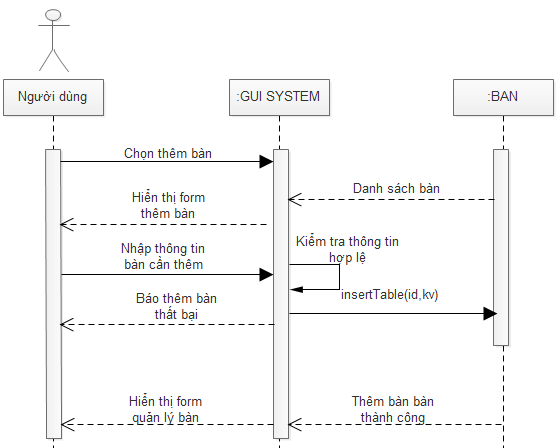 Người dùng
:GUI SYSTEM
:BAN
Chọn thêm bàn
Danh sách bàn
Hiển thị form
thêm bàn
Kiểm tra thông tin
hợp lệ
Nhập thông tin
bàn cần thêm
insertTable(id,kv)
Báo thêm bàn
thất bại
Hiển thị form
quản lý bàn
Thêm bàn bàn
thành công